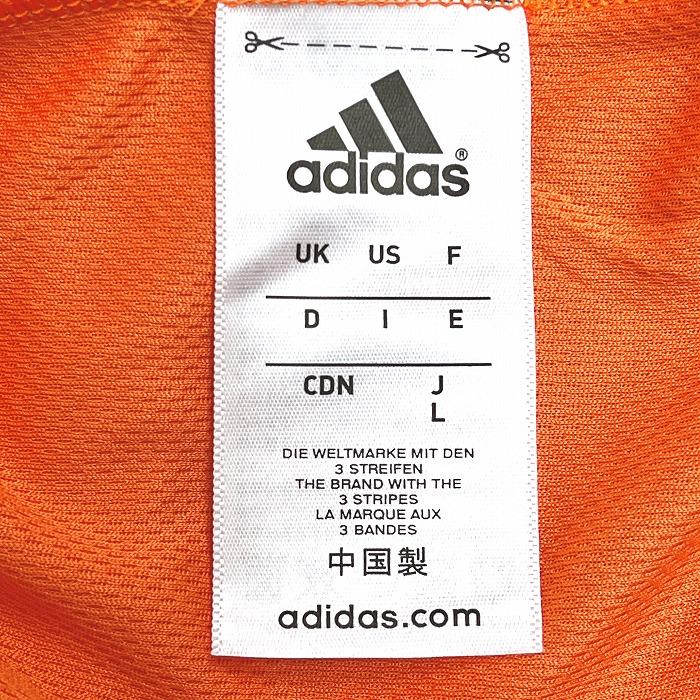 adidas®
UK US F
D I E
CDN J
L
DIE WELTMARKE MIT DEN
3 STREIFEN
THE BRAND WITH THE
3 STRIPES
LA MARQUE AUX
3 BANDES
中国製
adidas.com